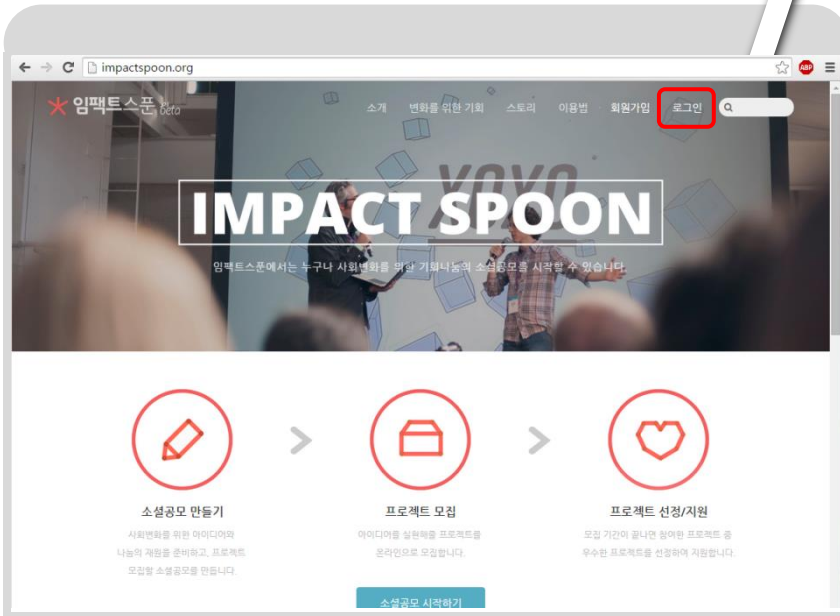 impactspoon.org
ABP
임팩트스푼 Beta
소개 변화를 위한 기회 스토리 이용법 회원가입 로그인
YOYO
IMPACT SPOON
임팩트스푼에서는 누구나 사회변화를 위한 기회나눔의 소셜공모를 시작할 수 있습니다.
소셜공모 만들기
사회변화를 위한 아이디어와
나눔의 재원을 준비하고, 프로젝트
모집할 소셜공모를 만듭니다.
프로젝트 모집
아이디어를 실현해줄 프로젝트를
온라인으로 모집합니다.
프로젝트 선정/지원
모집 기간이 끝나면 참여한 프로젝트 중
우수한 프로젝트를 선정하여 지원합니다.
소셜공모 시작하기